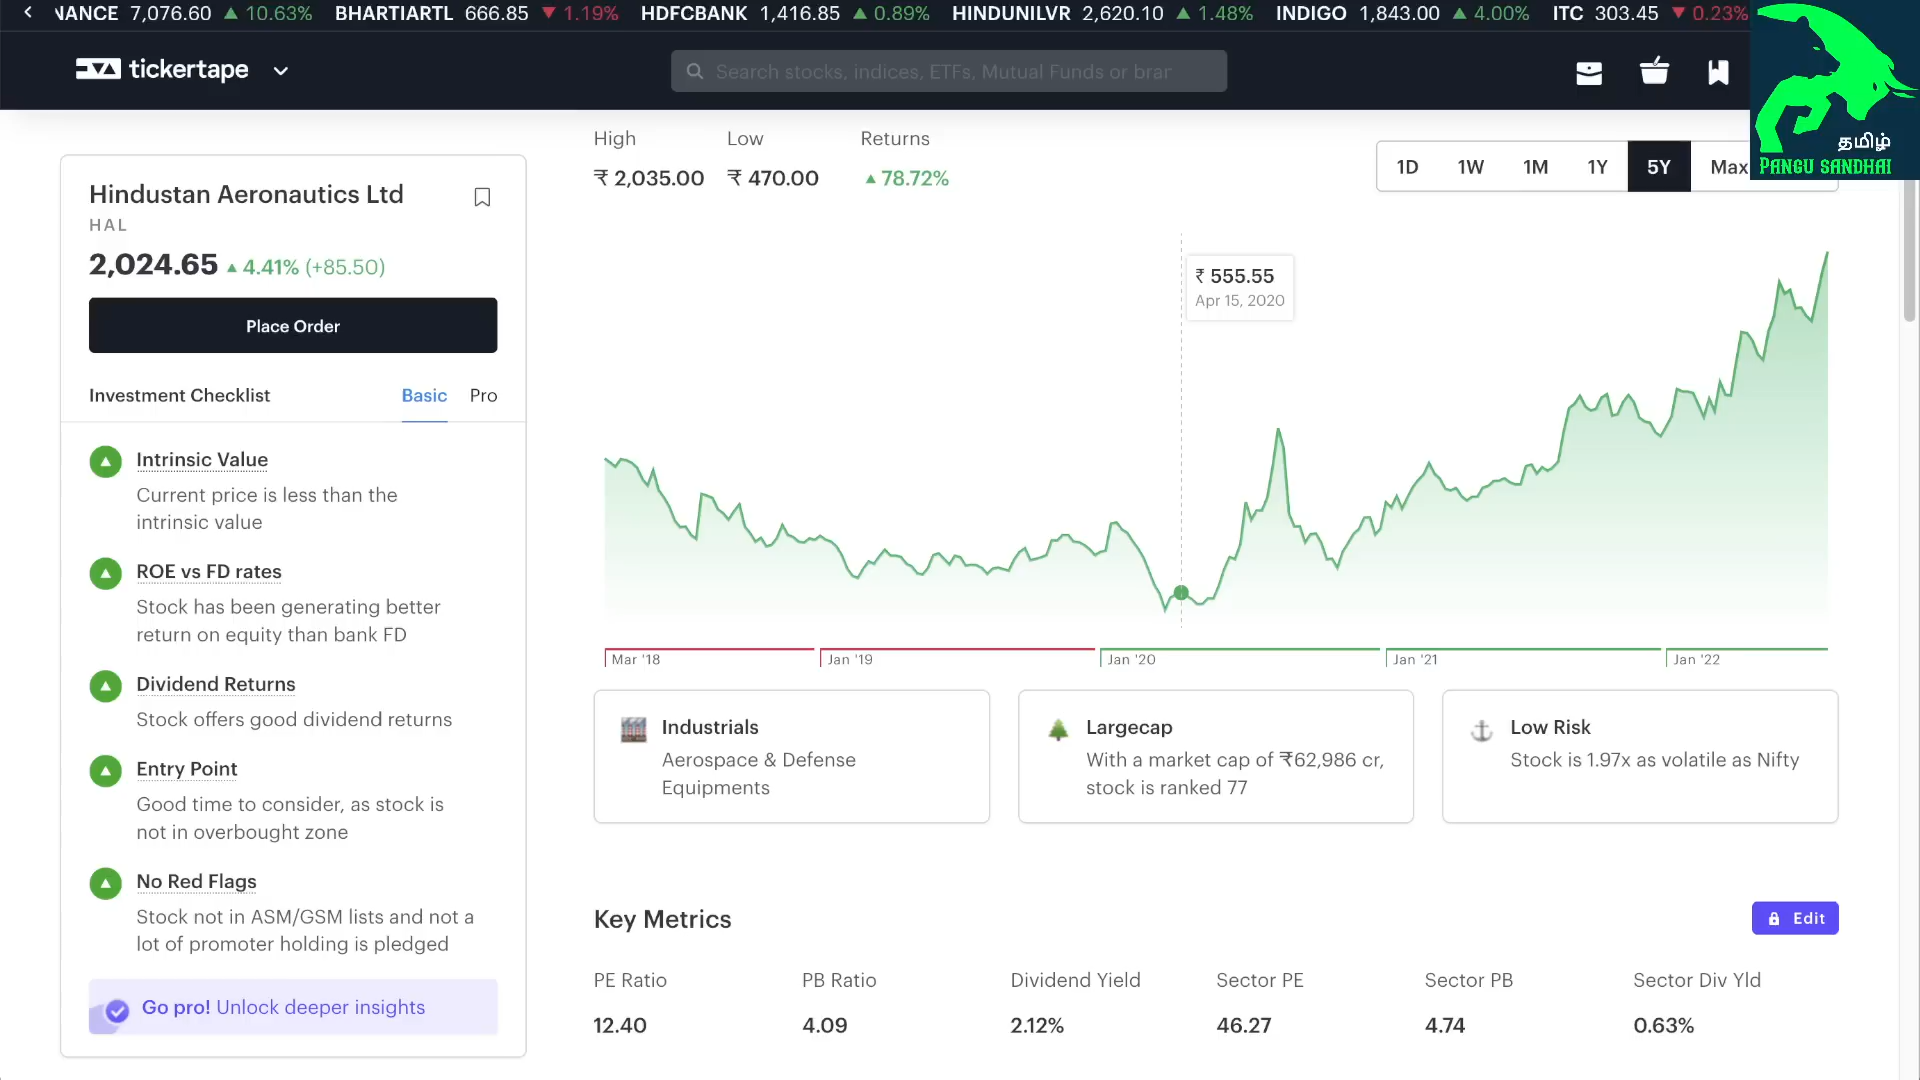 NANCE 7,076.60 ▲ 10.63% BHARTIARTL 666.85 ▼ 1.19% HDFCBANK 1,416.85 ▲ 0.89% HINDUNILVR 2,620.10 ▲ 1.48% INDIGO 1,843.00 ▲ 4.00% ITC 303.45 ▼ 0.23%
tickertape
Search stocks, indices, ETFs, Mutual Funds or brar
தமிழ்
PANGU SANDHAI
Hindustan Aeronautics Ltd
HAL
2,024.65 ▲ 4.41% (+85.50)
Place Order
Investment Checklist Basic Pro
Intrinsic Value
Current price is less than the
intrinsic value
ROE vs FD rates
Stock has been generating better
return on equity than bank FD
Dividend Returns
Stock offers good dividend returns
Entry Point
Good time to consider, as stock is
not in overbought zone
No Red Flags
Stock not in ASM/GSM lists and not a
lot of promoter holding is pledged
Go pro! Unlock deeper insights
High Low Returns
₹ 2,035.00 ₹ 470.00 ▲ 78.72%
1D 1W 1M 1Y 5Y Max
₹ 555.55
Apr 15, 2020
Mar '18 Jan '19 Jan '20 Jan '21 Jan '22
Industrials
Aerospace & Defense
Equipments
Largecap
With a market cap of ₹62,986 cr,
stock is ranked 77
Low Risk
Stock is 1.97x as volatile as Nifty
Key Metrics Edit
PE Ratio PB Ratio Dividend Yield Sector PE Sector PB Sector Div Yld
12.40 4.09 2.12% 46.27 4.74 0.63%